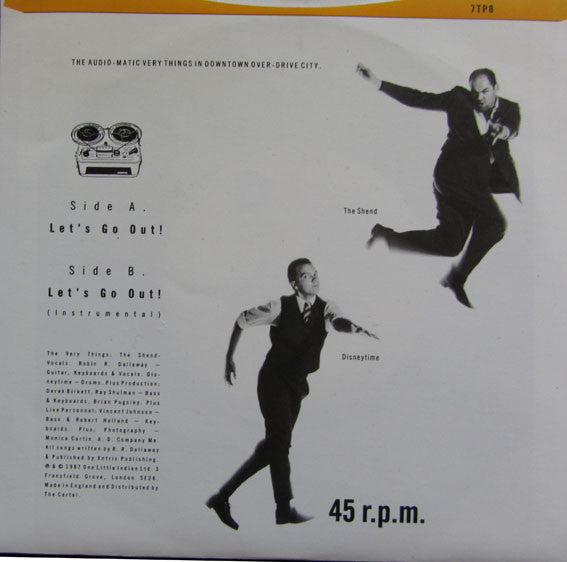 7TP8
THE AUDIO-MATIC VERY THINGS IN DOWNTOWN OVER-DRIVE CITY.
Side A.
Let's Go Out!
Side B.
Let's Go Out!
(Instrumental)
The Shend
Disneytime
The Very Things: The Shend-
Vocals. Robin R. Dallaway —
Guitar, Keyboards & Vocals. Dis-
neytime — Drums. Plus Production;
Derek Birkett, Ray Shulman — Bass
& Keyboards, Brian Pugsley. Plus
Live Personnel; Vincent Johnson —
Bass & Robert Holland — Key-
boards. Plus; Photography —
Monica Curtin. A. D. Company Me.
All songs written by R. R. Dallaway
& Published by Xntrix Publishing.
℗ & © 1987 One Little Indian Ltd. 3
Fransfield Grove, London SE26.
Made in England and Distributed by
The Cartel.
45 r.p.m.